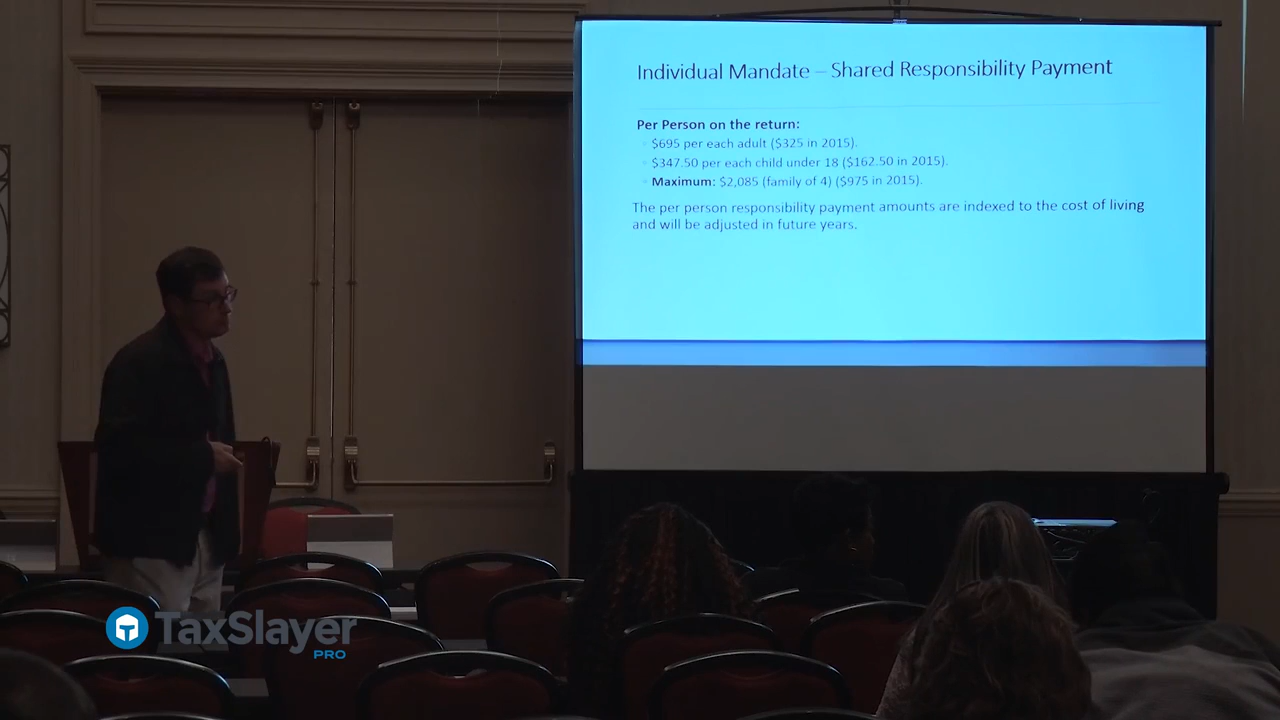 Individual Mandate – Shared Responsibility Payment
Per Person on the return:
$695 per each adult ($325 in 2015).
$347.50 per each child under 18 ($162.50 in 2015).
Maximum: $2,085 (family of 4) ($975 in 2015).
The per person responsibility payment amounts are indexed to the cost of living
and will be adjusted in future years.
TaxSlayer
PRO